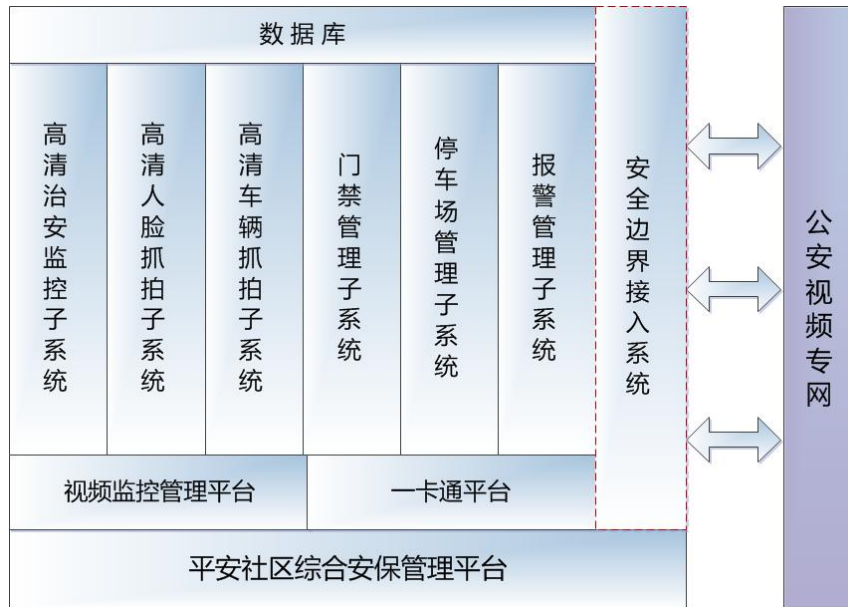 数据库
高清治安监控子系统
高清人脸抓拍子系统
高清车辆抓拍子系统
门禁管理子系统
停车场管理子系统
报警管理子系统
安全边界接入系统
公安视频专网
视频监控管理平台
一卡通平台
平安社区综合安保管理平台